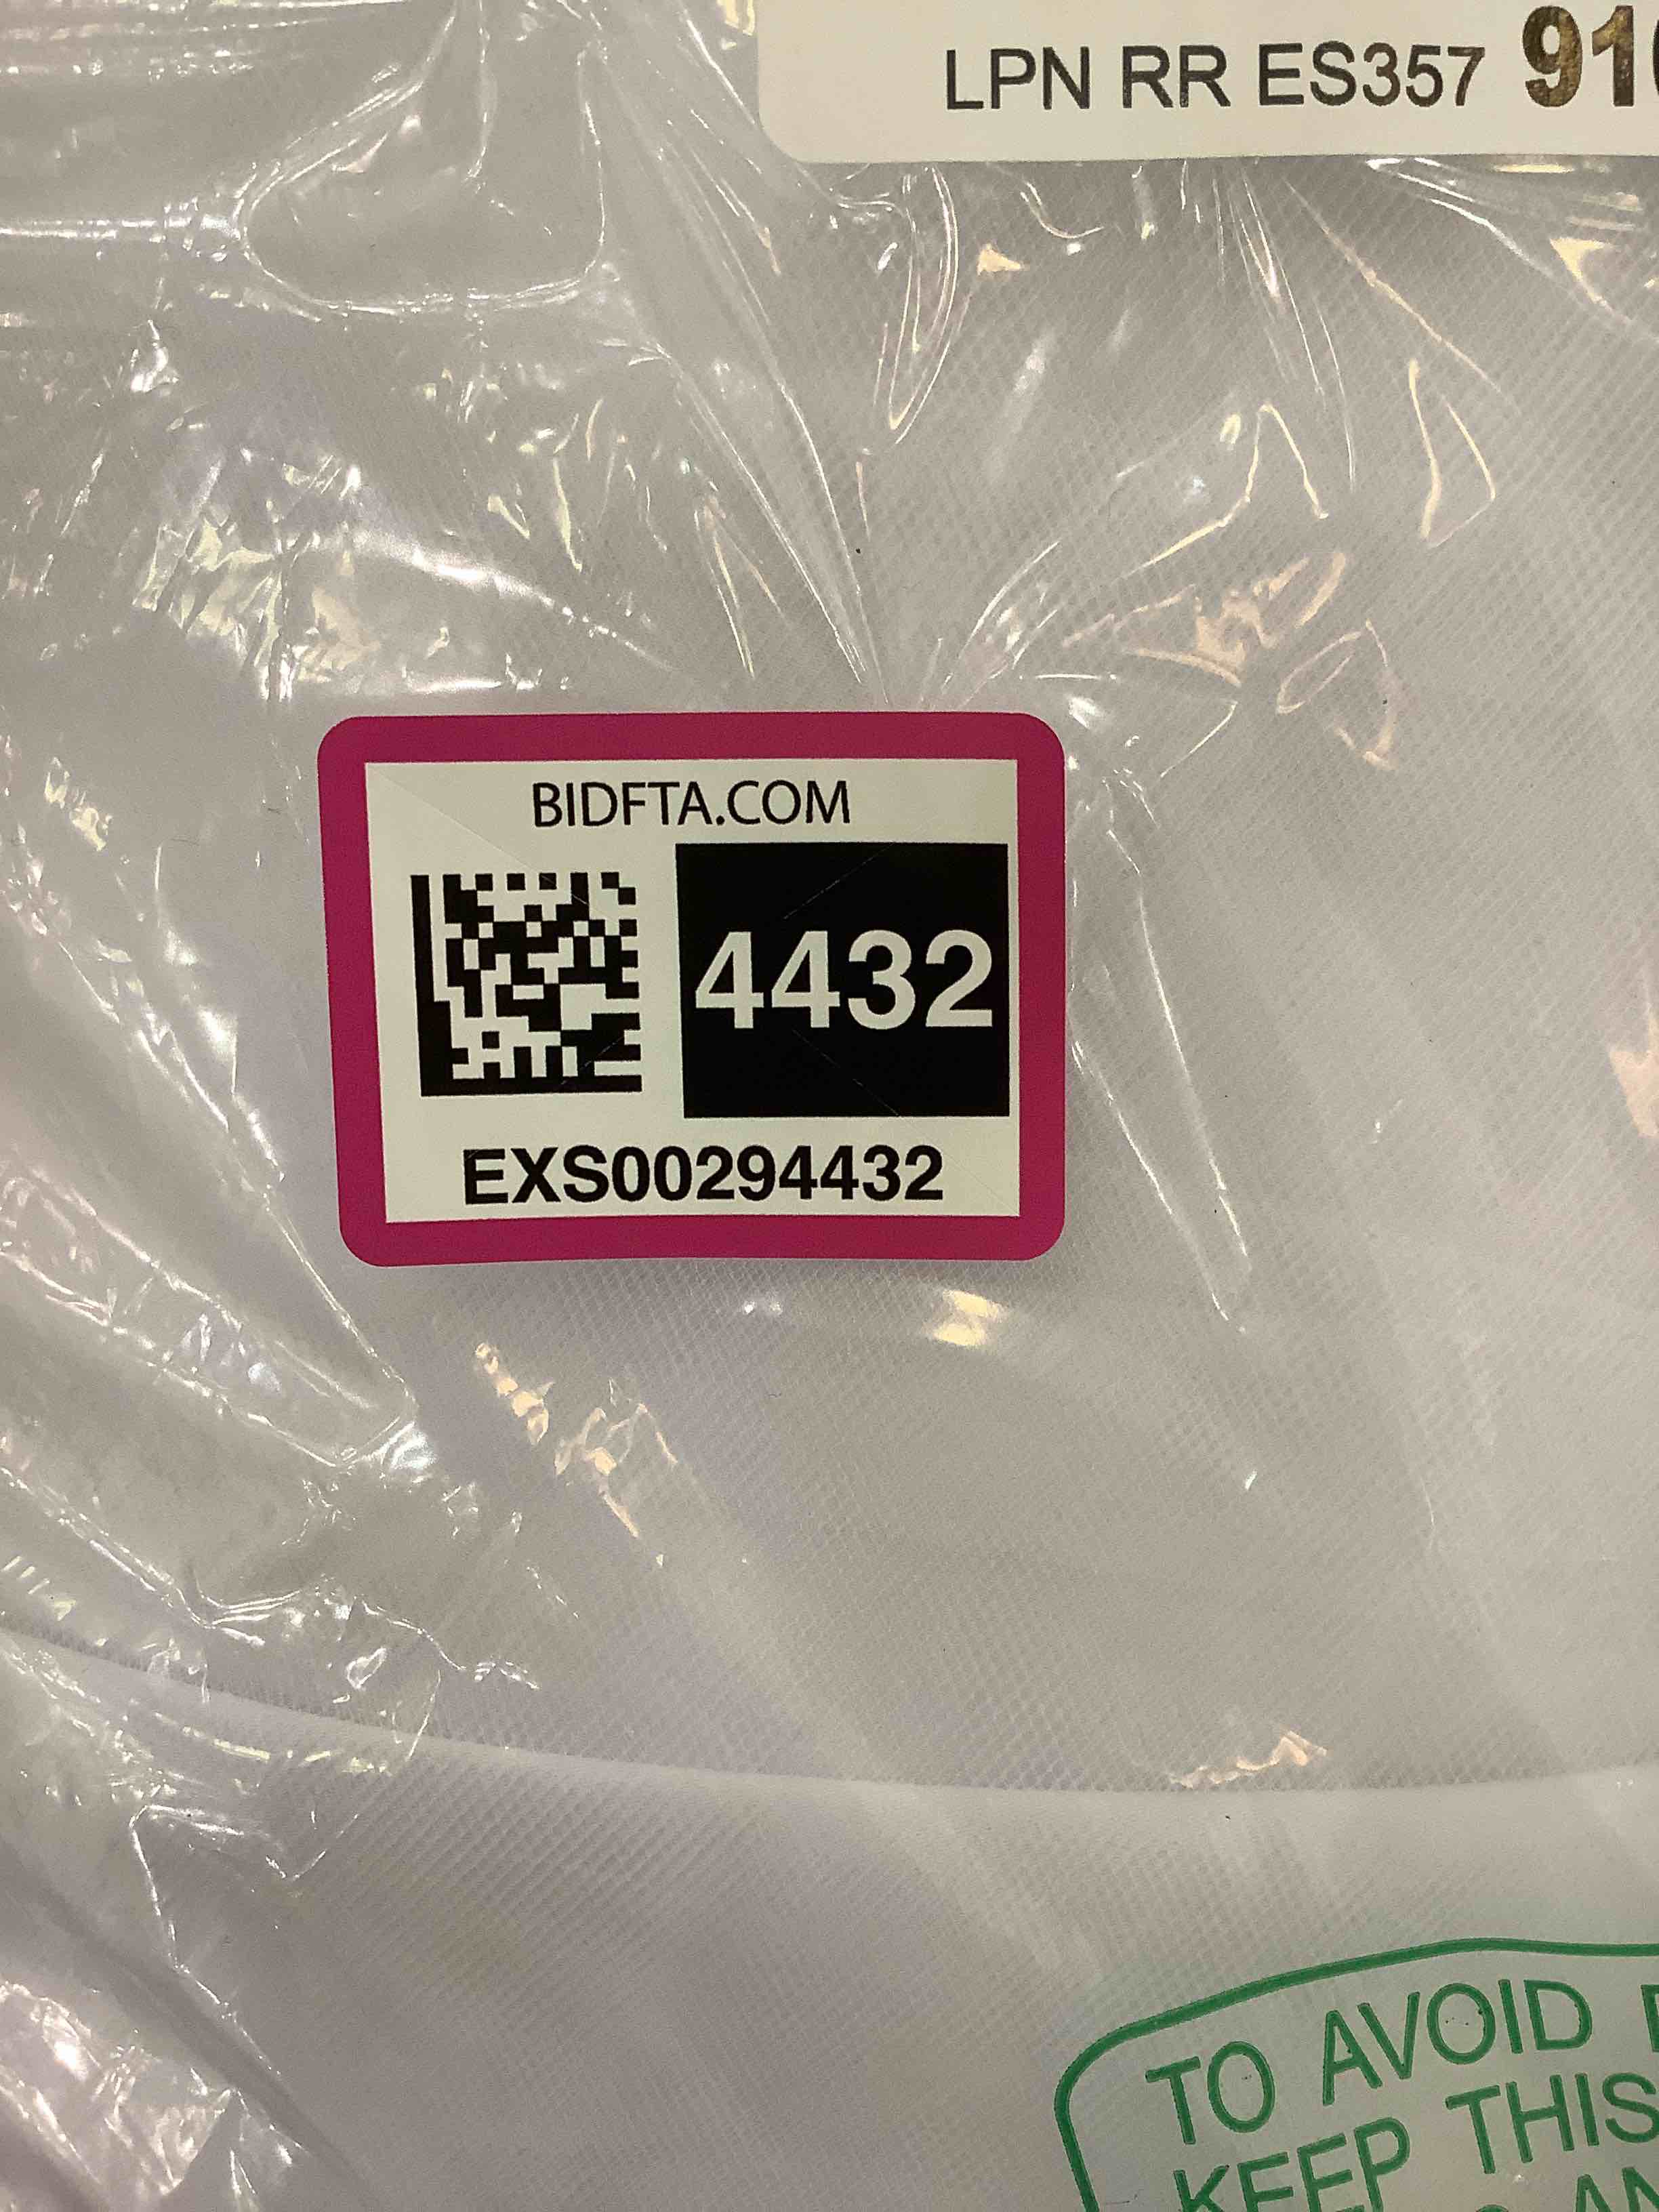 LPN RR ES357 91
BIDFTA.COM
4432
EXS00294432
TO AVOID
KEEP THIS